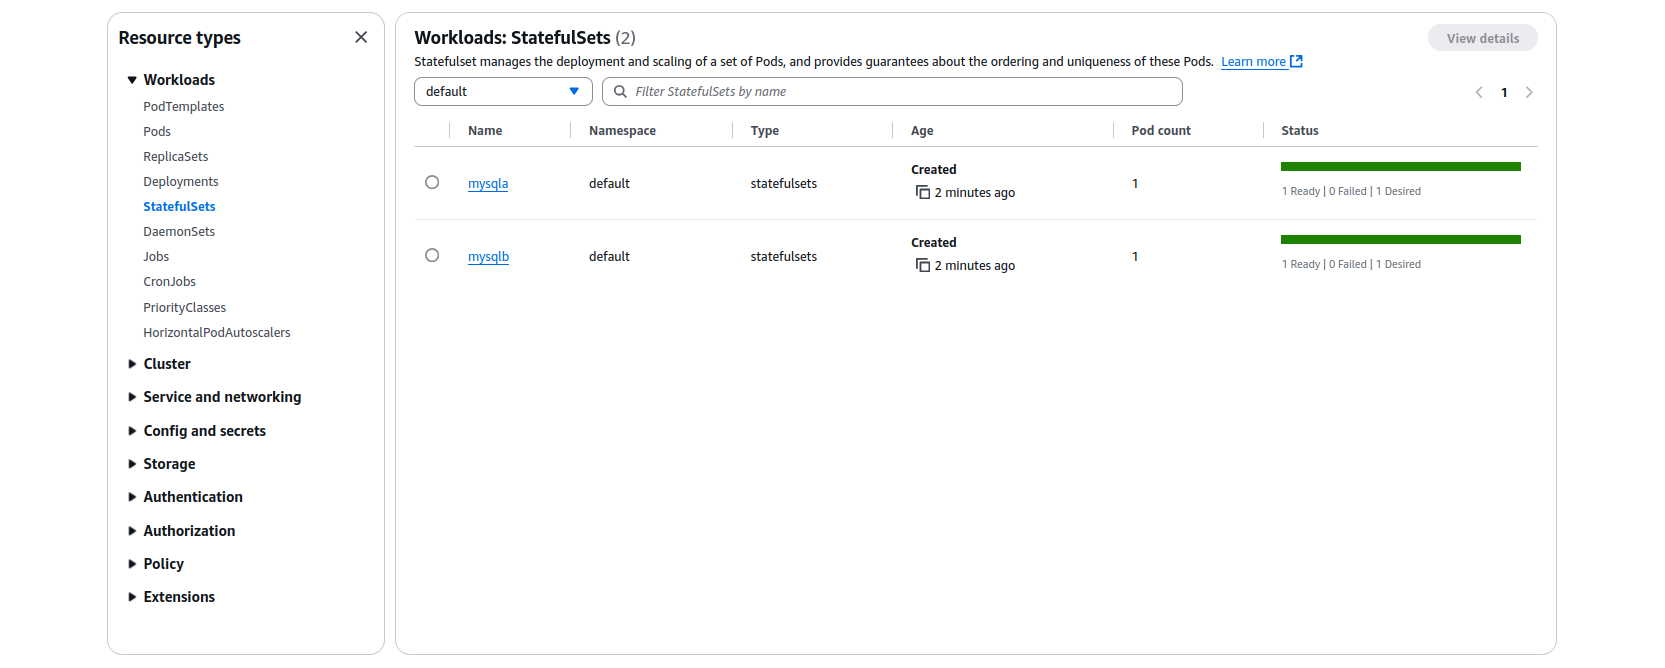 Resource types
Workloads
PodTemplates
Pods
ReplicaSets
Deployments
StatefulSets
DaemonSets
Jobs
CronJobs
PriorityClasses
HorizontalPodAutoscalers
Cluster
Service and networking
Config and secrets
Storage
Authentication
Authorization
Policy
Extensions
Workloads: StatefulSets (2)
View details
Statefulset manages the deployment and scaling of a set of Pods, and provides guarantees about the ordering and uniqueness of these Pods. Learn more
default
Filter StatefulSets by name
1
Name Namespace Type Age Pod count Status
mysqla default statefulsets Created 1
2 minutes ago 1 Ready | 0 Failed | 1 Desired
mysqlb default statefulsets Created 1
2 minutes ago 1 Ready | 0 Failed | 1 Desired